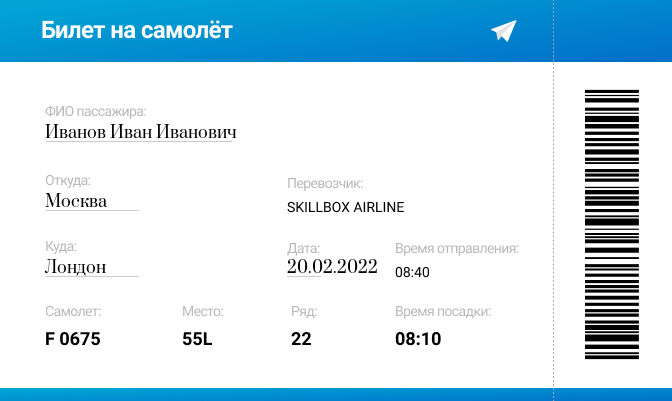 Билет на самолёт
ФИО пассажира:
Иванов Иван Иванович
Откуда:
Москва
Перевозчик:
SKILLBOX AIRLINE
Куда:
Лондон
Дата:
20.02.2022
Время отправления:
08:40
Самолет:
F 0675
Место:
55L
Ряд:
22
Время посадки:
08:10